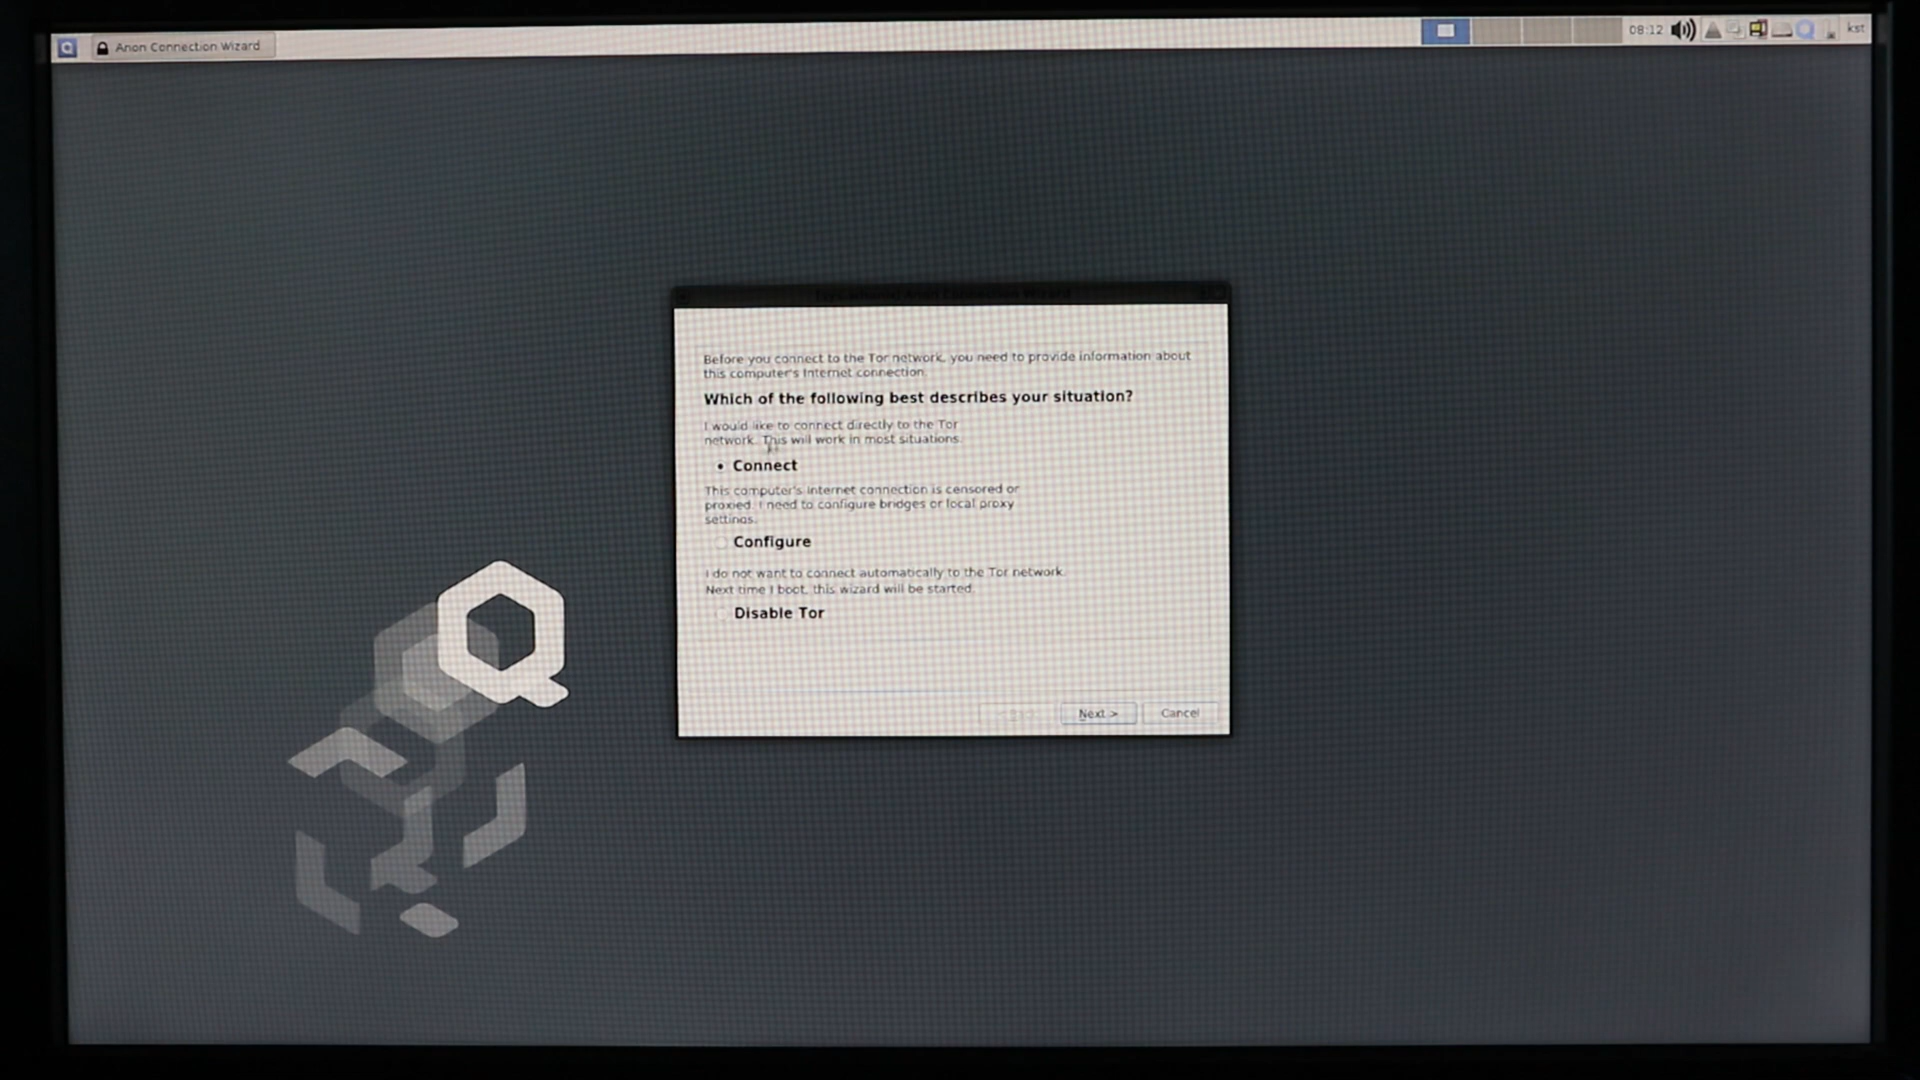 Anon Connection Wizard
08:12
kst
Before you connect to the Tor network, you need to provide information about
this computer's Internet connection.
Which of the following best describes your situation?
I would like to connect directly to the Tor
network. This will work in most situations.
Connect
This computer's Internet connection is censored or
proxied. I need to configure bridges or local proxy
settings.
Configure
I do not want to connect automatically to the Tor network.
Next time I boot, this wizard will be started.
Disable Tor
Next >
Cancel